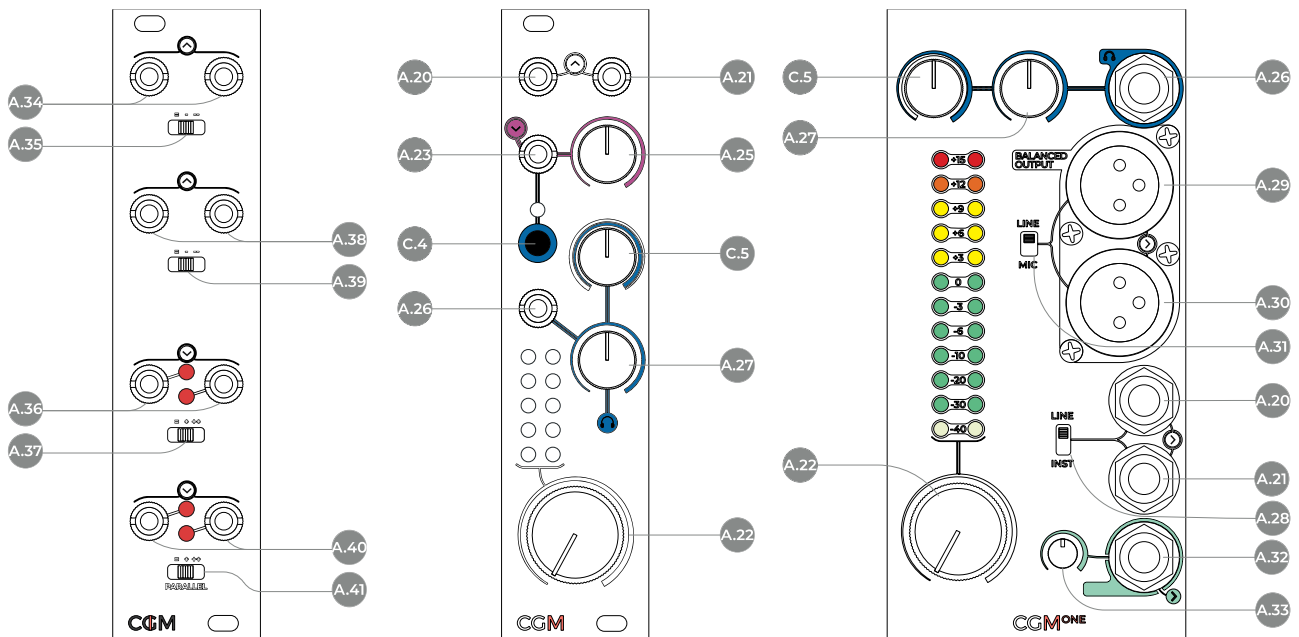 A.34
A.35
A.38
A.39
A.36
A.37
A.40
PARALLEL
A.41
CGM
A.20
A.21
A.23
A.25
C.4
C.5
A.26
A.27
A.22
CGM
C.5
A.26
A.27
+15
+12
+9
+6
+3
0
-3
-6
-10
-20
-30
-40
BALANCED
OUTPUT
A.29
LINE
MIC
A.30
A.31
A.20
LINE
INST
A.22
A.21
A.28
A.32
A.33
CGM ONE